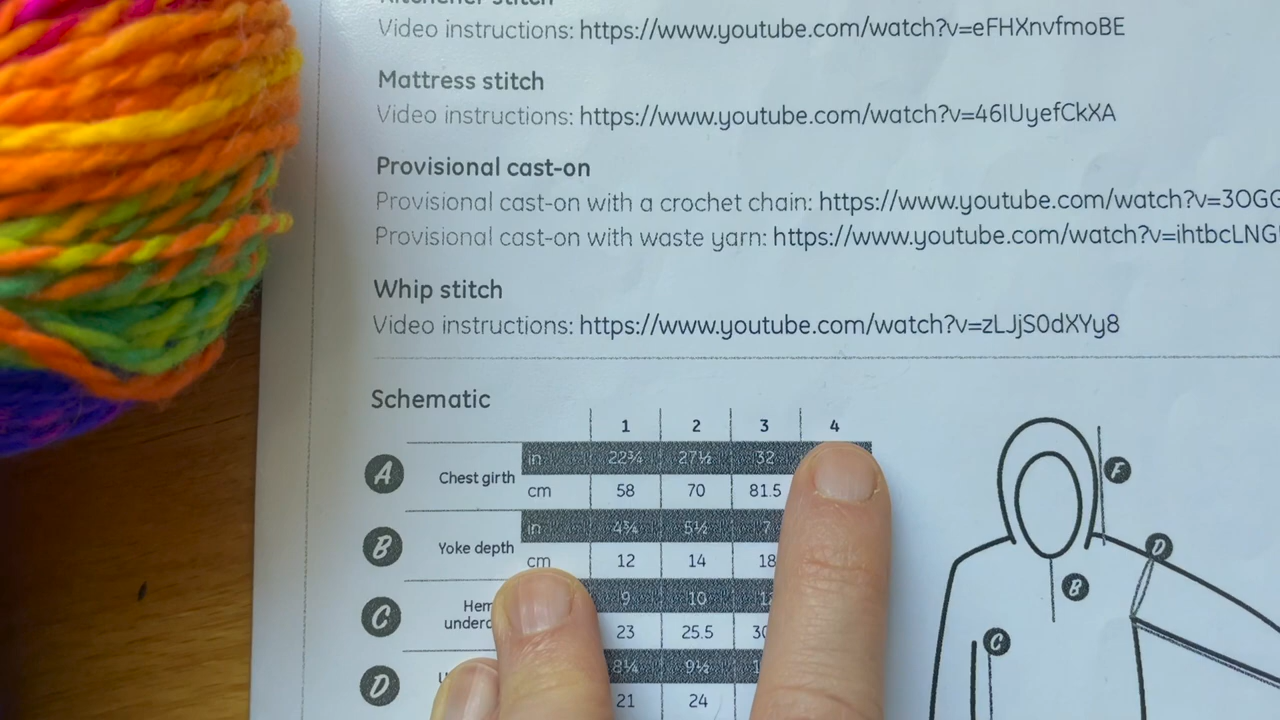 Kitchener stitch
Video instructions: https://www.youtube.com/watch?v=eFHXnvfmoBE
Mattress stitch
Video instructions: https://www.youtube.com/watch?v=46IUyefCkXA
Provisional cast-on
Provisional cast-on with a crochet chain: https://www.youtube.com/watch?v=3OGG
Provisional cast-on with waste yarn: https://www.youtube.com/watch?v=ihtbcLNG
Whip stitch
Video instructions: https://www.youtube.com/watch?v=zLJjS0dXYy8
Schematic
1 2 3 4
A Chest girth in 22¾ 27½ 32
cm 58 70 81.5
B Yoke depth in 4¾ 5½ 7
cm 12 14 18
C Hem 9 10
23 25.5
D 8¼ 9½
21 24
F
D
B
C